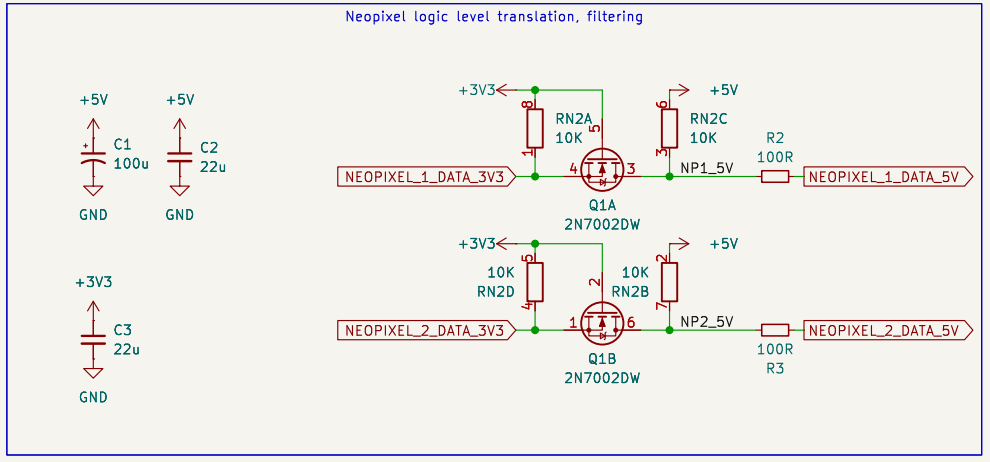 Neopixel logic level translation, filtering
+5V
C1
100u
GND
+5V
C2
22u
GND
+3V3
C3
22u
GND
+3V3
8
RN2A
10K
1
5
+5V
6
RN2C
10K
3
NEOPIXEL_1_DATA_3V3
4
3
NP1_5V
R2
100R
NEOPIXEL_1_DATA_5V
Q1A
2N7002DW
+3V3
5
10K
RN2D
4
2
+5V
2
10K
RN2B
7
NEOPIXEL_2_DATA_3V3
1
6
NP2_5V
100R
R3
NEOPIXEL_2_DATA_5V
Q1B
2N7002DW